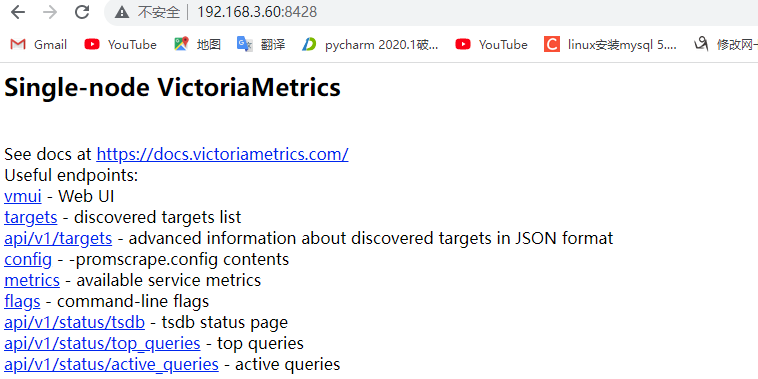 不安全 | 192.168.3.60:8428
Gmail YouTube 地图 翻译 pycharm 2020.1破... YouTube linux安装mysql 5.... 修改网一
Single-node VictoriaMetrics
See docs at https://docs.victoriametrics.com/
Useful endpoints:
vmui - Web UI
targets - discovered targets list
api/v1/targets - advanced information about discovered targets in JSON format
config - -promscrape.config contents
metrics - available service metrics
flags - command-line flags
api/v1/status/tsdb - tsdb status page
api/v1/status/top_queries - top queries
api/v1/status/active_queries - active queries